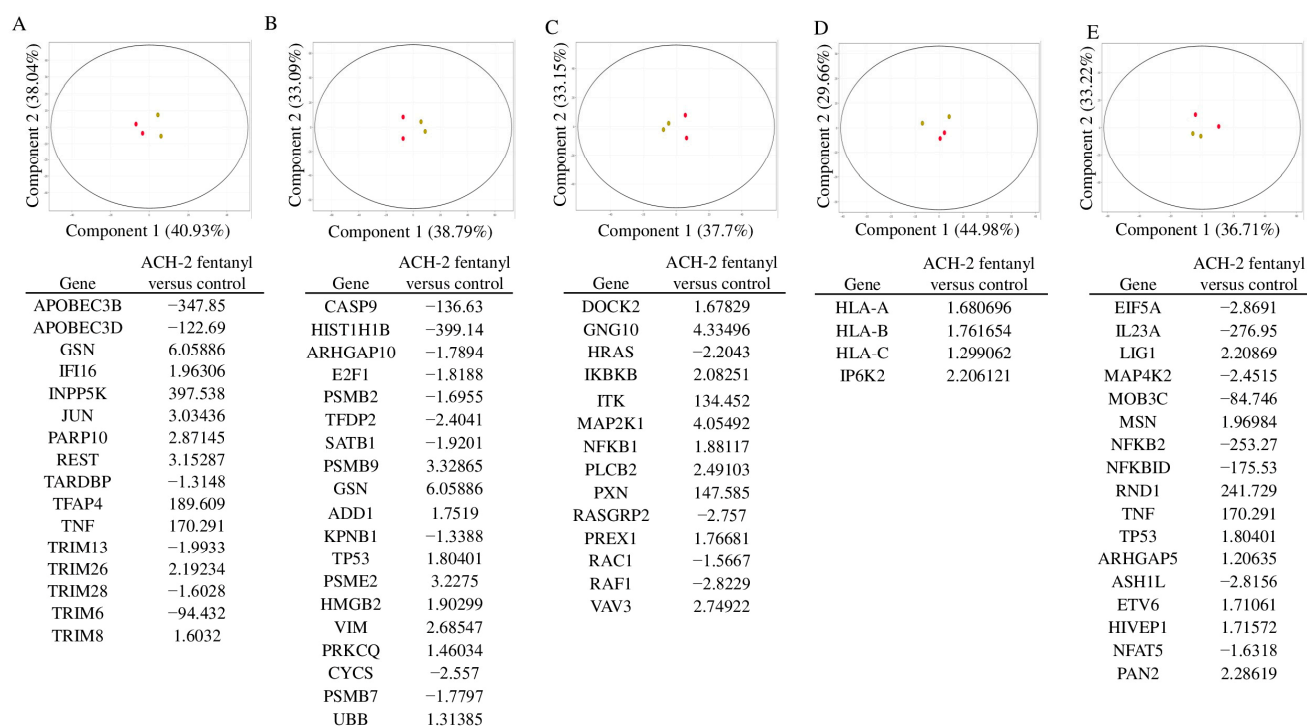 A
Component 2 (38.04%)
Component 1 (40.93%)
Gene ACH-2 fentanyl versus control
APOBEC3B −347.85
APOBEC3D −122.69
GSN 6.05886
IFI16 1.96306
INPP5K 397.538
JUN 3.03436
PARP10 2.87145
REST 3.15287
TARDBP −1.3148
TFAP4 189.609
TNF 170.291
TRIM13 −1.9933
TRIM26 2.19234
TRIM28 −1.6028
TRIM6 −94.432
TRIM8 1.6032
B
Component 2 (33.09%)
Component 1 (38.79%)
Gene ACH-2 fentanyl versus control
CASP9 −136.63
HIST1H1B −399.14
ARHGAP10 −1.7894
E2F1 −1.8188
PSMB2 −1.6955
TFDP2 −2.4041
SATB1 −1.9201
PSMB9 3.32865
GSN 6.05886
ADD1 1.7519
KPNB1 −1.3388
TP53 1.80401
PSME2 3.2275
HMGB2 1.90299
VIM 2.68547
PRKCQ 1.46034
CYCS −2.557
PSMB7 −1.7797
UBB 1.31385
C
Component 2 (33.15%)
Component 1 (37.7%)
Gene ACH-2 fentanyl versus control
DOCK2 1.67829
GNG10 4.33496
HRAS −2.2043
IKBKB 2.08251
ITK 134.452
MAP2K1 4.05492
NFKB1 1.88117
PLCB2 2.49103
PXN 147.585
RASGRP2 −2.757
PREX1 1.76681
RAC1 −1.5667
RAF1 −2.8229
VAV3 2.74922
D
Component 2 (29.66%)
Component 1 (44.98%)
Gene ACH-2 fentanyl versus control
HLA-A 1.680696
HLA-B 1.761654
HLA-C 1.299062
IP6K2 2.206121
E
Component 2 (33.22%)
Component 1 (36.71%)
Gene ACH-2 fentanyl versus control
EIF5A −2.8691
IL23A −276.95
LIG1 2.20869
MAP4K2 −2.4515
MOB3C −84.746
MSN 1.96984
NFKB2 −253.27
NFKBID −175.53
RND1 241.729
TNF 170.291
TP53 1.80401
ARHGAP5 1.20635
ASH1L −2.8156
ETV6 1.71061
HIVEP1 1.71572
NFAT5 −1.6318
PAN2 2.28619